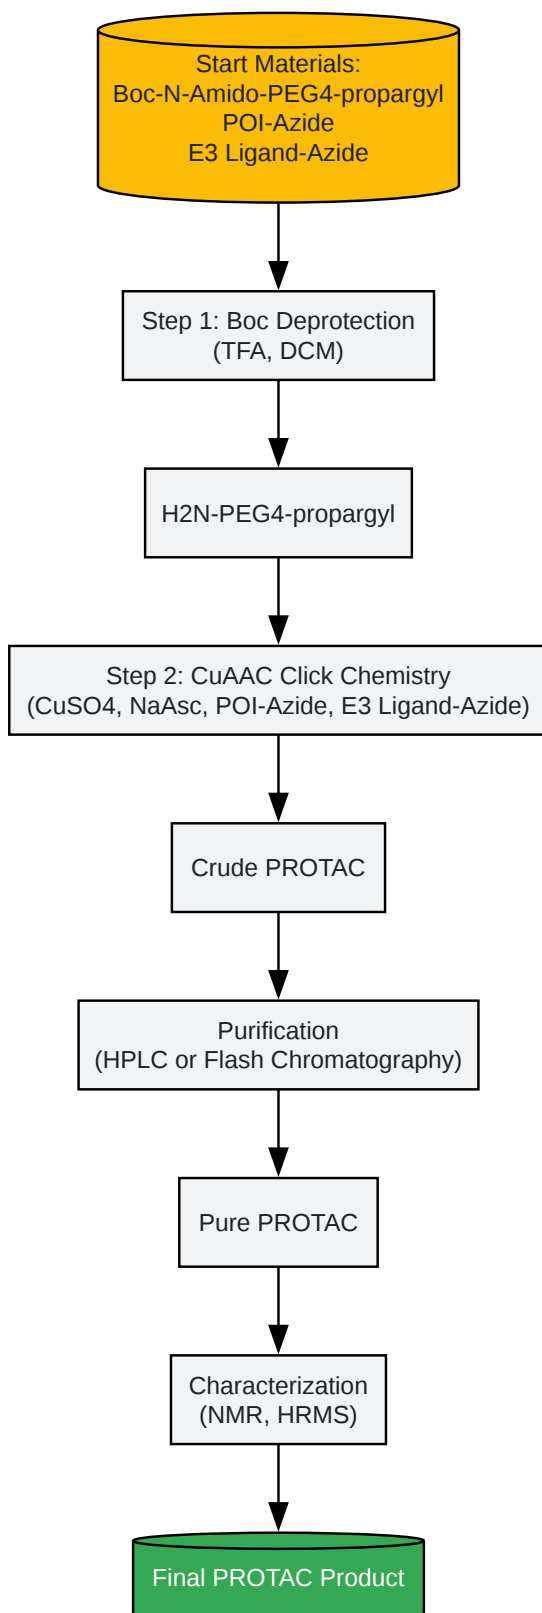 Start Materials:
Boc-N-Amido-PEG4-propargyl
POI-Azide
E3 Ligand-Azide
Step 1: Boc Deprotection
(TFA, DCM)
H2N-PEG4-propargyl
Step 2: CuAAC Click Chemistry
(CuSO4, NaAsc, POI-Azide, E3 Ligand-Azide)
Crude PROTAC
Purification
(HPLC or Flash Chromatography)
Pure PROTAC
Characterization
(NMR, HRMS)
Final PROTAC Product